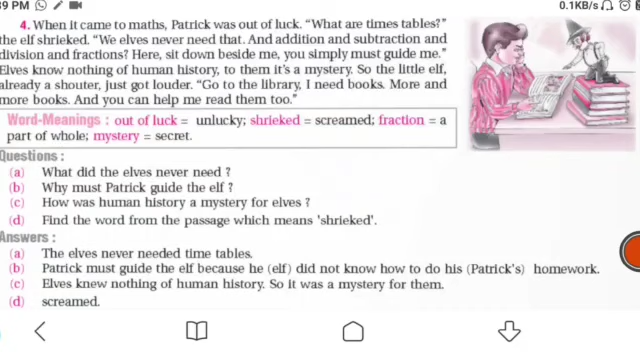 39 PM
0.1KB/s
4. When it came to maths, Patrick was out of luck. “What are times tables?”
the elf shrieked. “We elves never need that. And addition and subtraction and
division and fractions? Here, sit down beside me, you simply must guide me.”
Elves know nothing of human history, to them it's a mystery. So the little elf,
already a shouter, just got louder. “Go to the library, I need books. More and
more books. And you can help me read them too.”
Word-Meanings : out of luck = unlucky; shrieked = screamed; fraction = a
part of whole; mystery = secret.
Questions :
(a) What did the elves never need ?
(b) Why must Patrick guide the elf ?
(c) How was human history a mystery for elves ?
(d) Find the word from the passage which means 'shrieked'.
Answers :
(a) The elves never needed time tables.
(b) Patrick must guide the elf because he (elf) did not know how to do his (Patrick's) homework.
(c) Elves knew nothing of human history. So it was a mystery for them.
(d) screamed.